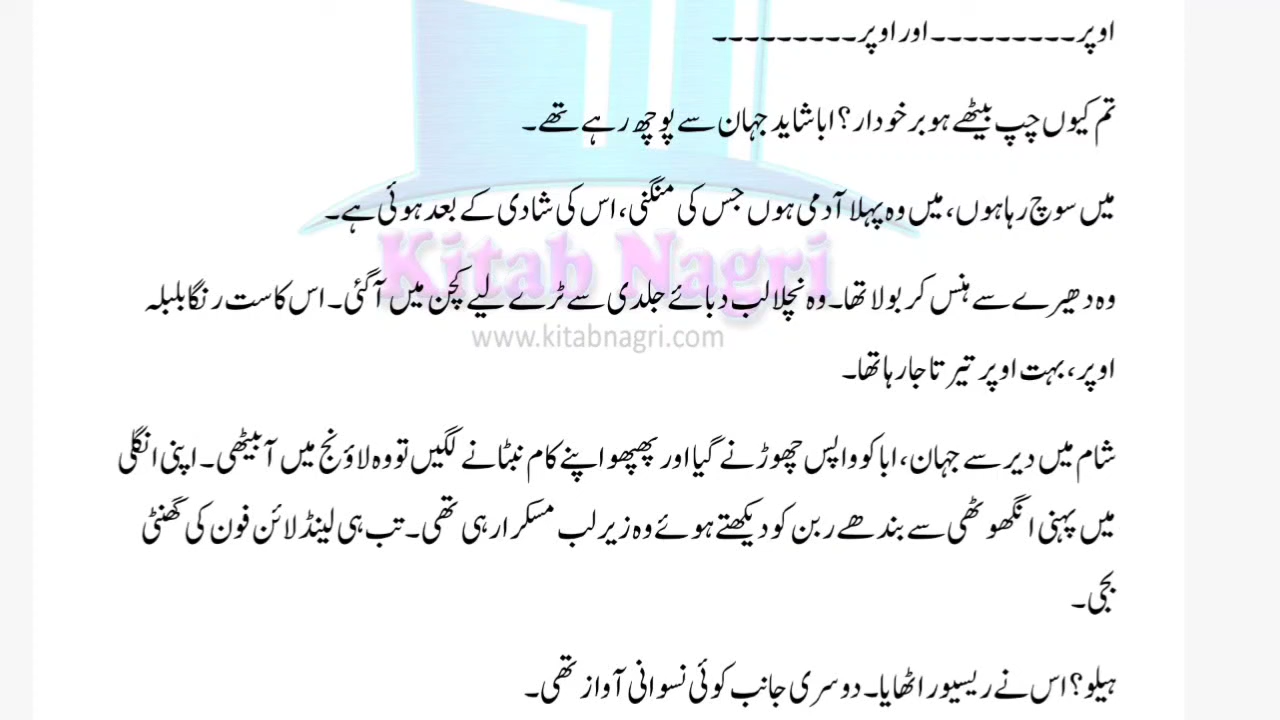 اوپر۔۔۔۔۔۔۔۔۔اور اوپر۔۔۔۔۔۔۔۔۔
تم کیوں چپ بیٹھے ہو برخودار؟ ابا شاید جہان سے پوچھ رہے تھے۔
میں سوچ رہا ہوں، میں وہ پہلا آدمی ہوں جس کی منگنی، اس کی شادی کے بعد ہوئی ہے۔
Kitab Nagri
وہ دھیرے سے ہنس کر بولا تھا۔ وہ نچلا لب دبائے جلدی سے ٹرے لیے کچن میں آ گئی۔ اس کا ست رنگا بلبلہ
www.kitabnagri.com
اوپر، بہت اوپر تیرتا جا رہا تھا۔
شام میں دیر سے جہان، ابا کو واپس چھوڑنے گیا اور پھپھو اپنے کام نبٹانے لگیں تو وہ لاؤنج میں آ بیٹھی۔ اپنی انگلی
میں پہنی انگھوٹھی سے بندھے ربن کو دیکھتے ہوئے وہ زیر لب مسکرا رہی تھی۔ تب ہی لینڈ لائن فون کی گھنٹی
بجی۔
ہیلو؟ اس نے ریسیور اٹھایا۔ دوسری جانب کوئی نسوانی آواز تھی۔